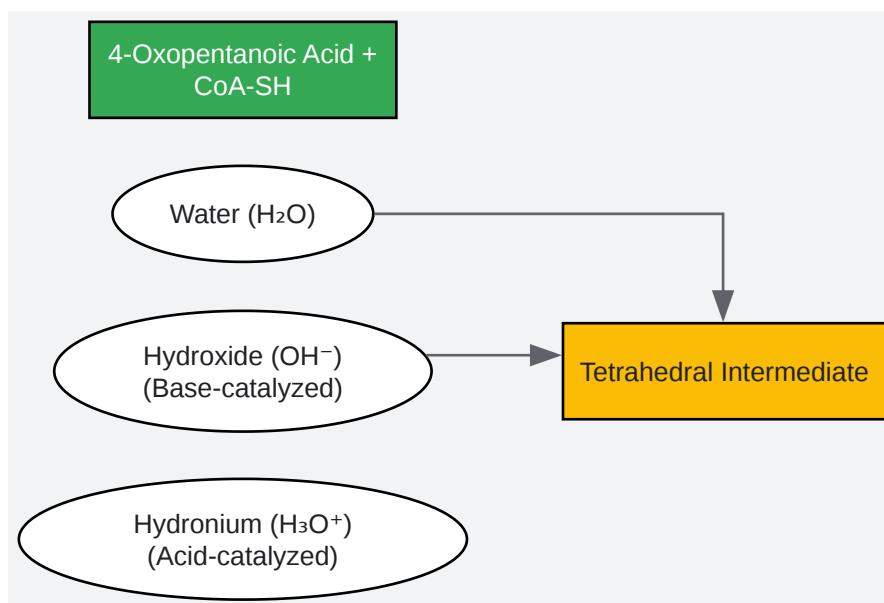 4-Oxopentanoic Acid +
CoA-SH
Water (H₂O)
Hydroxide (OH⁻)
(Base-catalyzed)
Tetrahedral Intermediate
Hydronium (H₃O⁺)
(Acid-catalyzed)